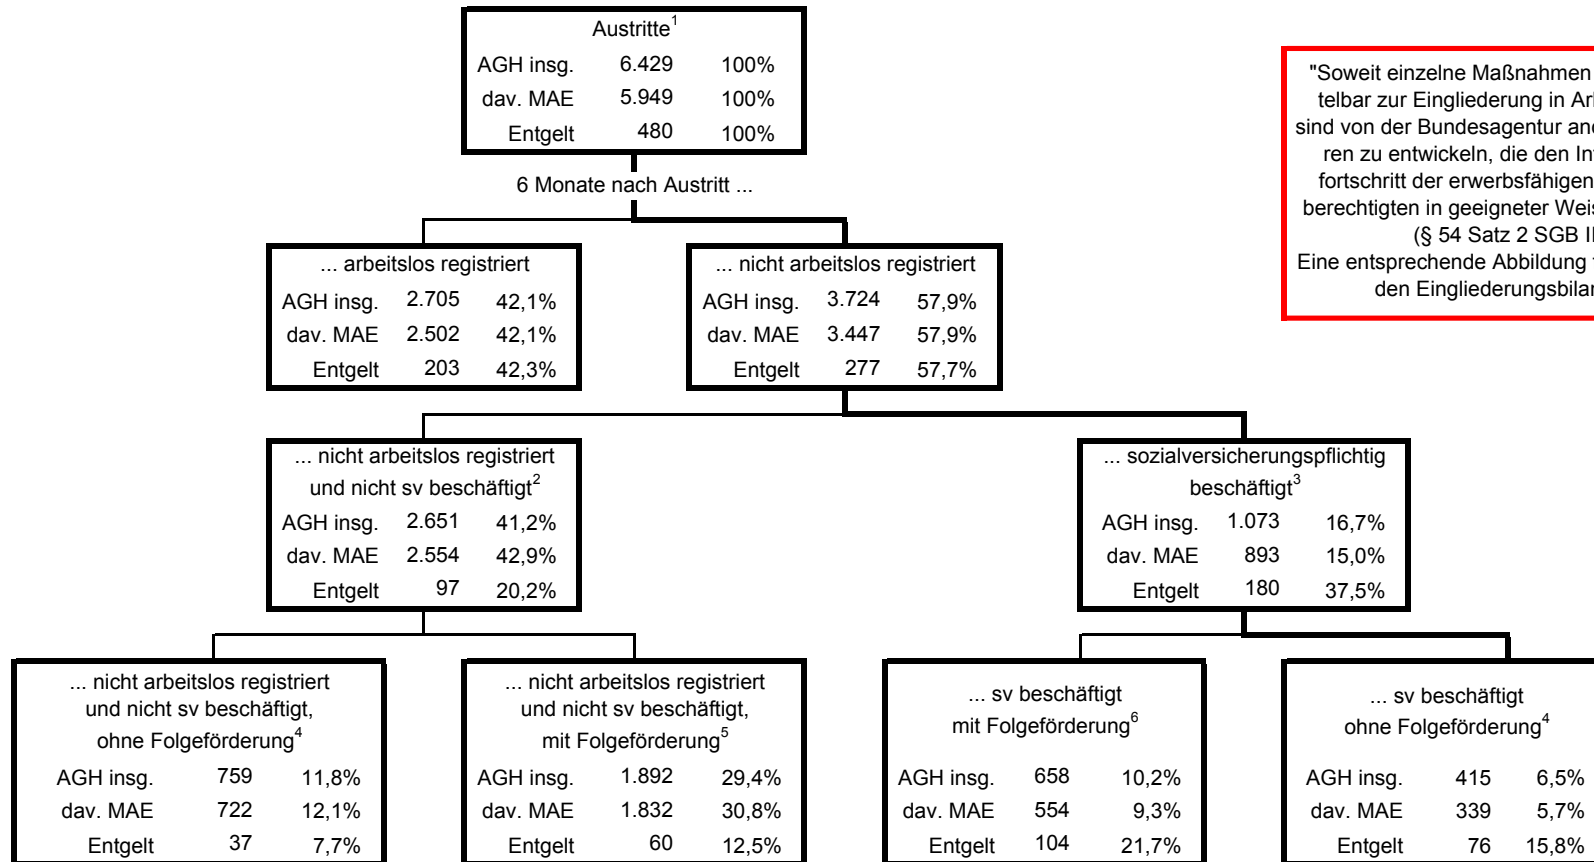 Austritte¹
AGH insg. 6.429 100%
dav. MAE 5.949 100%
Entgelt 480 100%
"Soweit einzelne Maßnahmen
telbar zur Eingliederung in
sind von der Bundesagentur
ren zu entwickeln, die den
fortschritt der erwerbsfähigen
berechtigten in geeigneter
(§ 54 Satz 2 SGB
Eine entsprechende Abbildung
den
6 Monate nach Austritt ...
... arbeitslos registriert
AGH insg. 2.705 42,1%
dav. MAE 2.502 42,1%
Entgelt 203 42,3%
... nicht arbeitslos registriert
AGH insg. 3.724 57,9%
dav. MAE 3.447 57,9%
Entgelt 277 57,7%
... nicht arbeitslos registriert
und nicht sv beschäftigt²
AGH insg. 2.651 41,2%
dav. MAE 2.554 42,9%
Entgelt 97 20,2%
... sozialversicherungspflichtig
beschäftigt³
AGH insg. 1.073 16,7%
dav. MAE 893 15,0%
Entgelt 180 37,5%
... nicht arbeitslos registriert
und nicht sv beschäftigt,
ohne Folgeförderung⁴
AGH insg. 759 11,8%
dav. MAE 722 12,1%
Entgelt 37 7,7%
... nicht arbeitslos registriert
und nicht sv beschäftigt,
mit Folgeförderung⁵
AGH insg. 1.892 29,4%
dav. MAE 1.832 30,8%
Entgelt 60 12,5%
... sv beschäftigt
mit Folgeförderung⁶
AGH insg. 658 10,2%
dav. MAE 554 9,3%
Entgelt 104 21,7%
... sv beschäftigt
ohne Folgeförderung⁴
AGH insg. 415 6,5%
dav. MAE 339 5,7%
Entgelt 76 15,8%